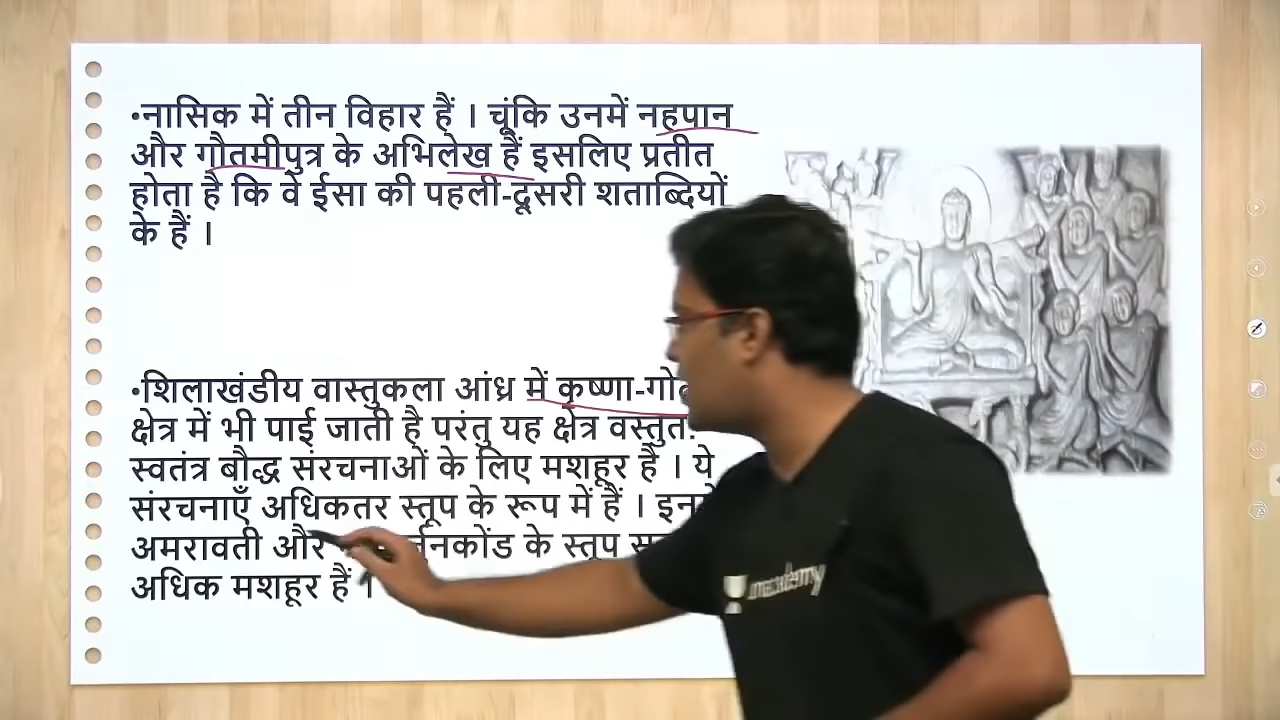 •नासिक में तीन विहार हैं । चूंकि उनमें नहपान
और गौतमीपुत्र के अभिलेख हैं इसलिए प्रतीत
होता है कि वे ईसा की पहली-दूसरी शताब्दियों
के हैं ।
•शिलाखंडीय वास्तुकला आंध्र में कृष्णा-
क्षेत्र में भी पाई जाती है परंतु यह क्षेत्र
स्वतंत्र बौद्ध संरचनाओं के लिए मशहूर है । ये
संरचनाएँ अधिकतर स्तूप के रूप में हैं ।
अमरावती और के स्तूप
अधिक मशहूर हैं ।
unacademy